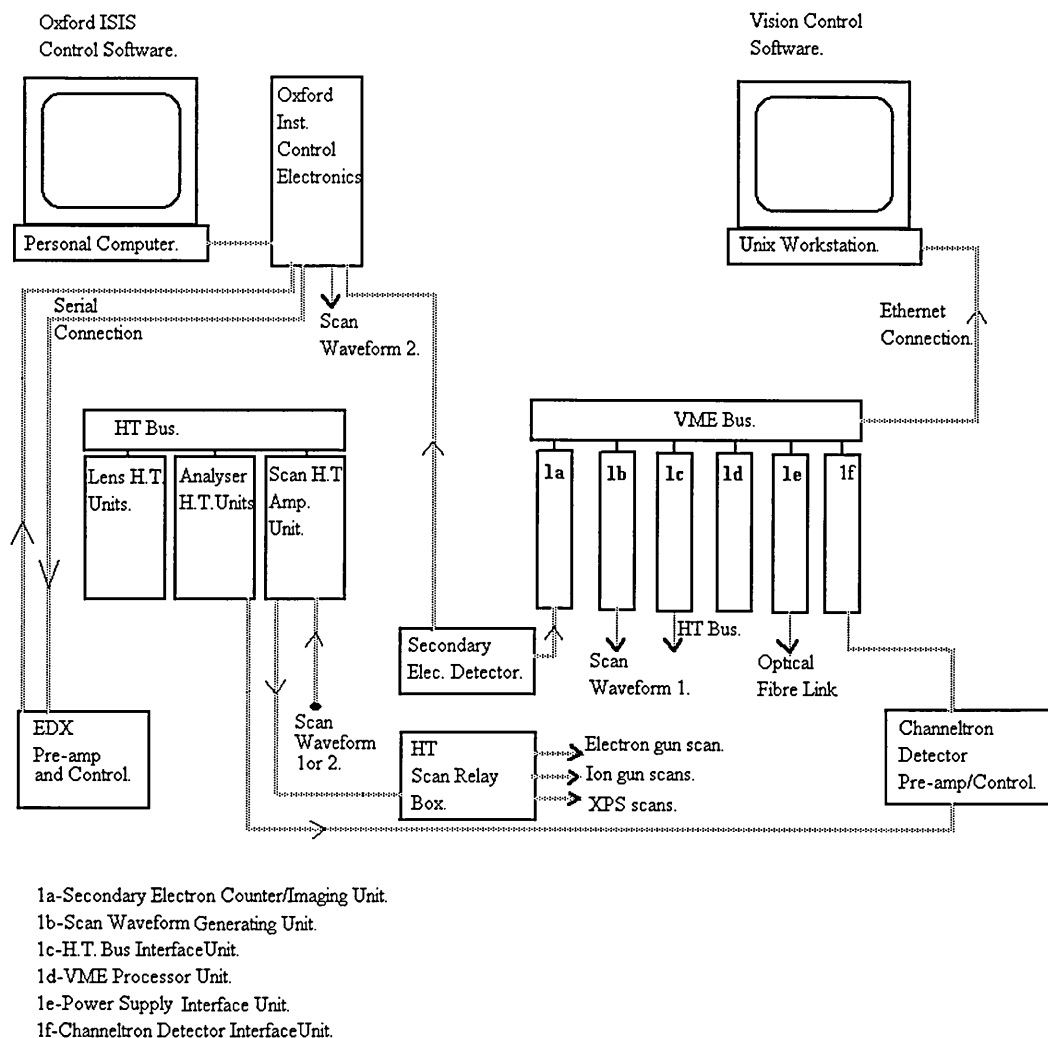 Oxford ISIS
Control Software.
Vision Control
Software.
Oxford
Inst.
Control
Electronics
Personal Computer.
Unix Workstation.
Serial
Connection
Scan
Waveform 2.
Ethernet
Connection.
HT Bus.
VME Bus.
Lens H.T.
Units.
Analyser
H.T.Units
Scan H.T
Amp.
Unit.
1a
1b
1c
1d
1e
1f
Secondary
Elec. Detector.
Scan
Waveform 1.
HT Bus.
Optical
Fibre Link
EDX
Pre-amp
and Control.
Scan
Waveform
1or 2.
HT
Scan Relay
Box.
Electron gun scan.
Ion gun scans.
XPS scans.
Channeltron
Detector
Pre-amp/Control.
1a-Secondary Electron Counter/Imaging Unit.
1b-Scan Waveform Generating Unit.
1c-H.T. Bus InterfaceUnit.
1d-VME Processor Unit.
1e-Power Supply Interface Unit.
1f-Channeltron Detector InterfaceUnit.